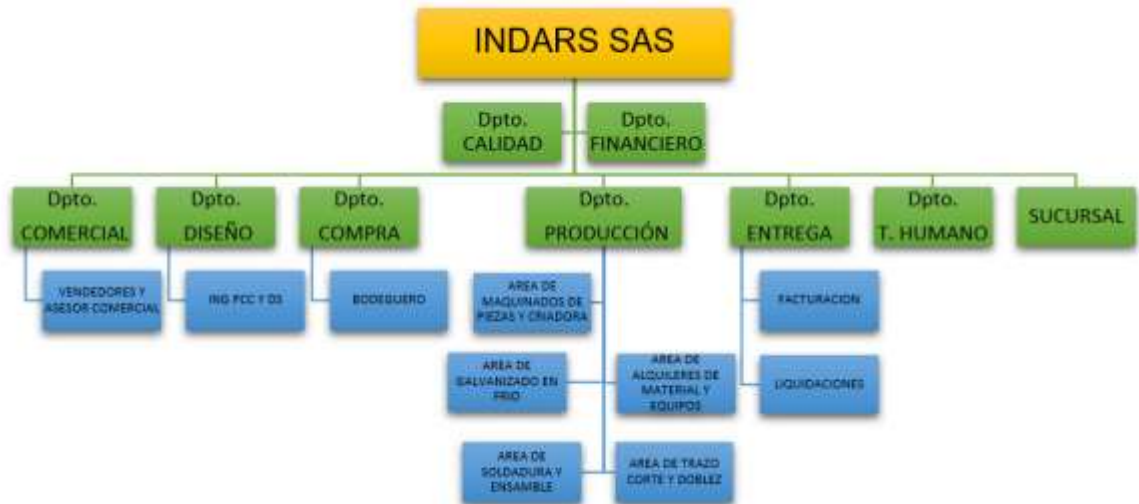 INDARS SAS
Dpto.
CALIDAD
Dpto.
FINANCIERO
Dpto.
COMERCIAL
Dpto.
DISEÑO
Dpto.
COMPRA
Dpto.
PRODUCCIÓN
Dpto.
ENTREGA
Dpto.
T. HUMANO
SUCURSAL
VENDEDORES Y
ASESOR COMERCIAL
ING PCC Y DS
BODEGUERO
AREA DE
MAQUINADOS DE
PIEZAS Y CRIADORA
FACTURACION
AREA DE
GALVANIZADO EN
FRIO
AREA DE
ALQUILERES DE
MATERIAL Y
EQUIPOS
LIQUIDACIONES
AREA DE
SOLDADURA Y
ENSAMBLE
AREA DE TRAZO
CORTE Y DOBLEZ